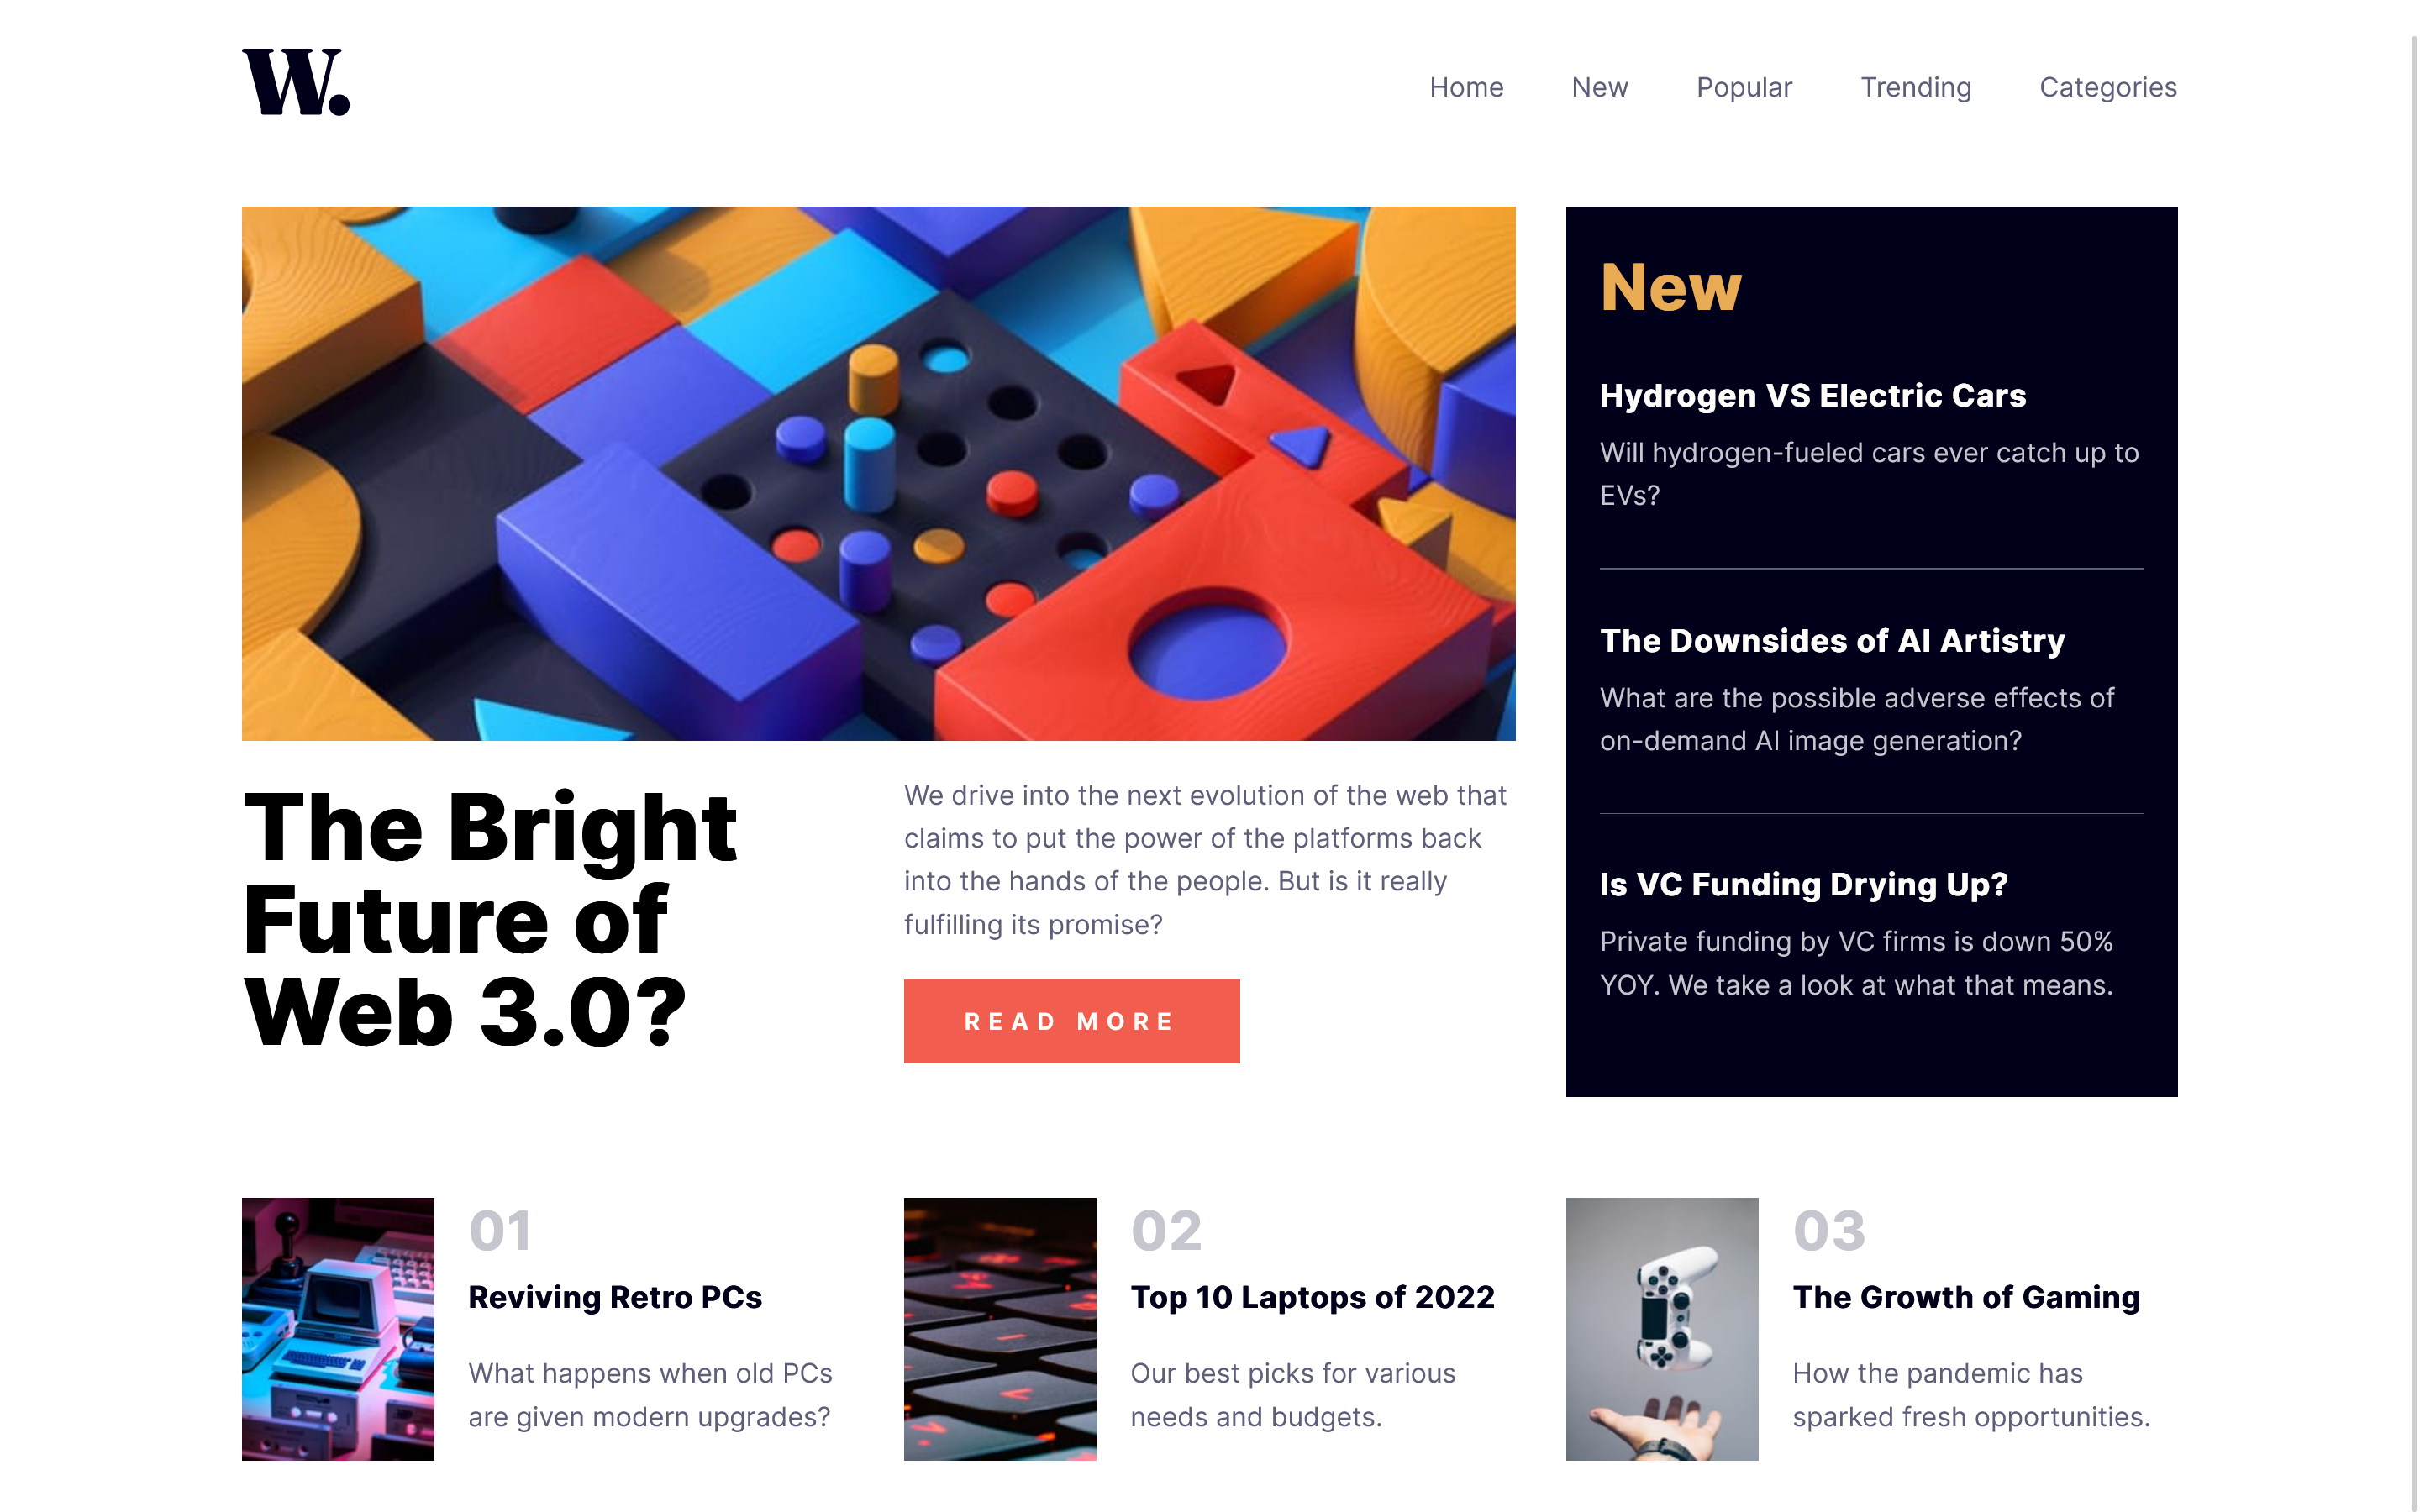 W.
Home New Popular Trending Categories
The Bright
Future of
Web 3.0?
We drive into the next evolution of the web that
claims to put the power of the platforms back
into the hands of the people. But is it really
fulfilling its promise?
READ MORE
New
Hydrogen VS Electric Cars
Will hydrogen-fueled cars ever catch up to
EVs?
The Downsides of AI Artistry
What are the possible adverse effects of
on-demand AI image generation?
Is VC Funding Drying Up?
Private funding by VC firms is down 50%
YOY. We take a look at what that means.
01
Reviving Retro PCs
What happens when old PCs
are given modern upgrades?
02
Top 10 Laptops of 2022
Our best picks for various
needs and budgets.
03
The Growth of Gaming
How the pandemic has
sparked fresh opportunities.